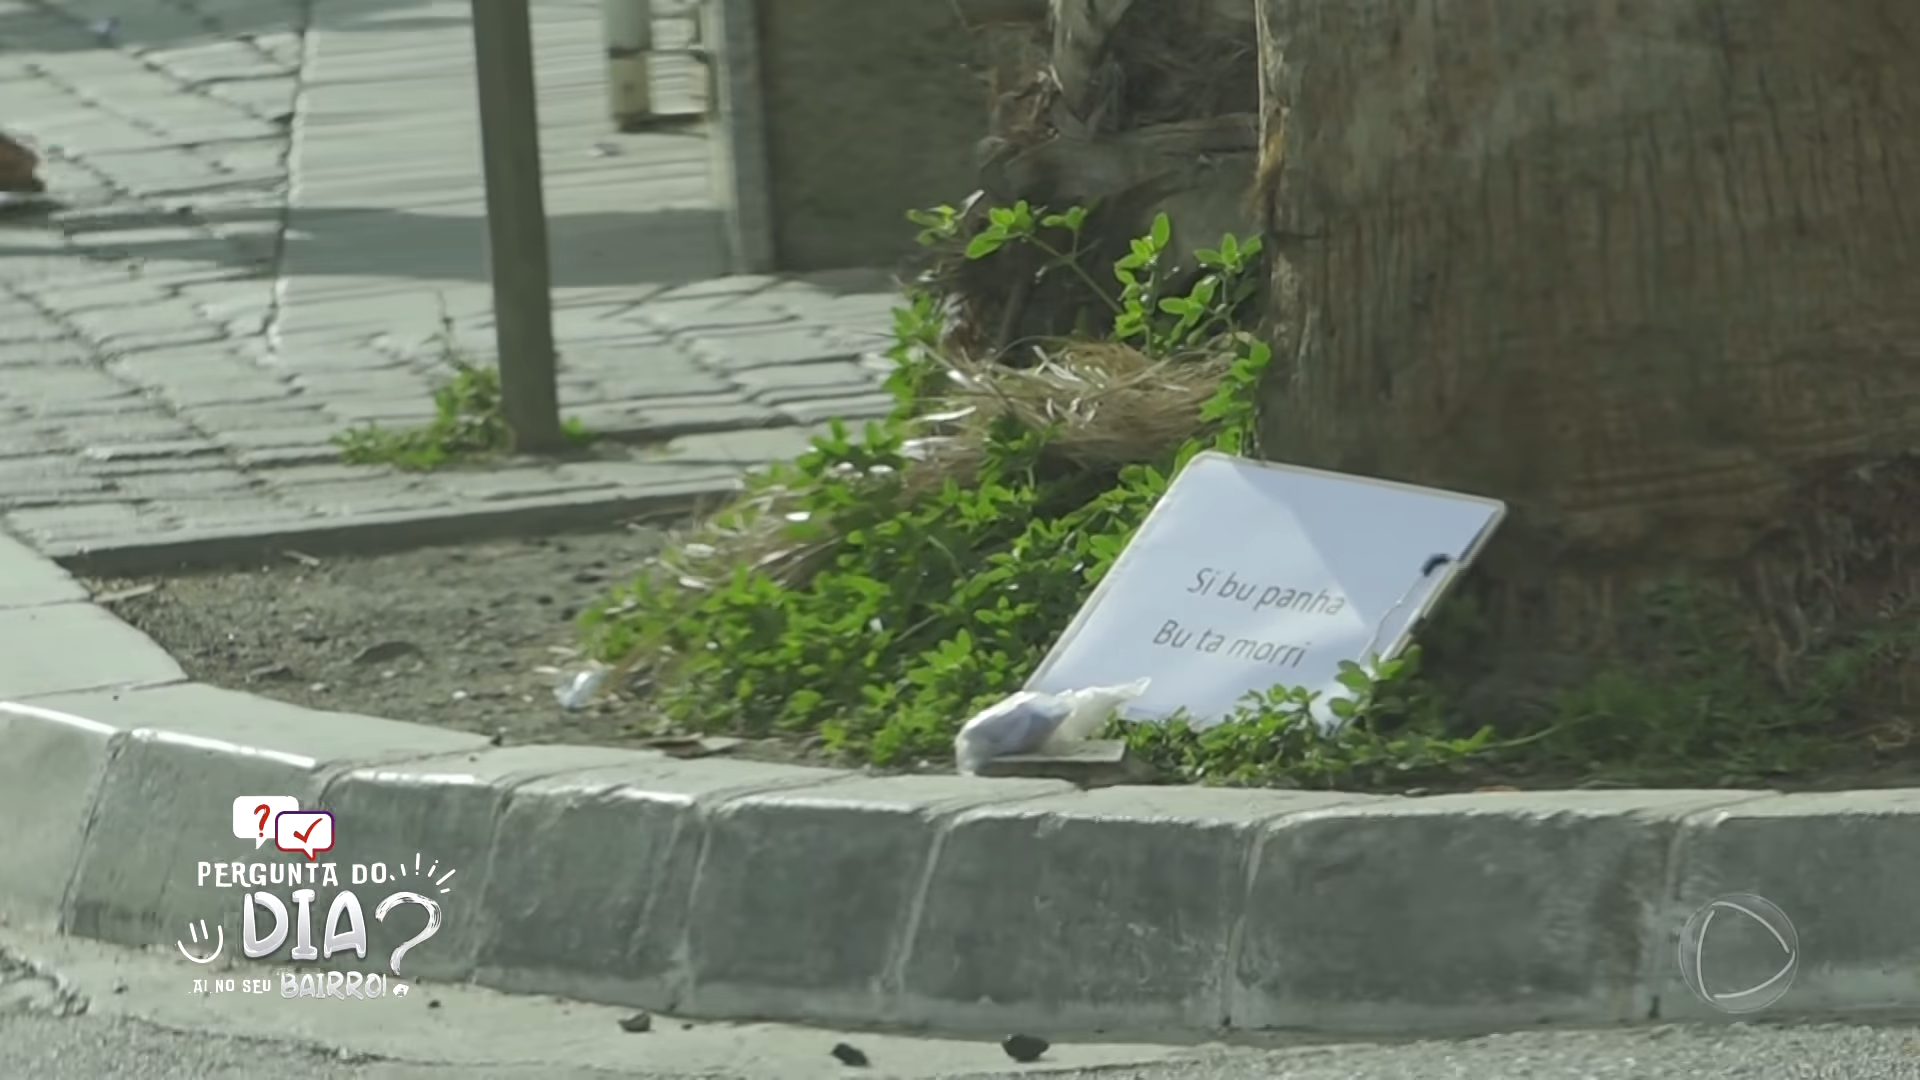 Si bu panha
Bu ta morri
PERGUNTA DO
DIA?
AI NO SEU BAIRRO!